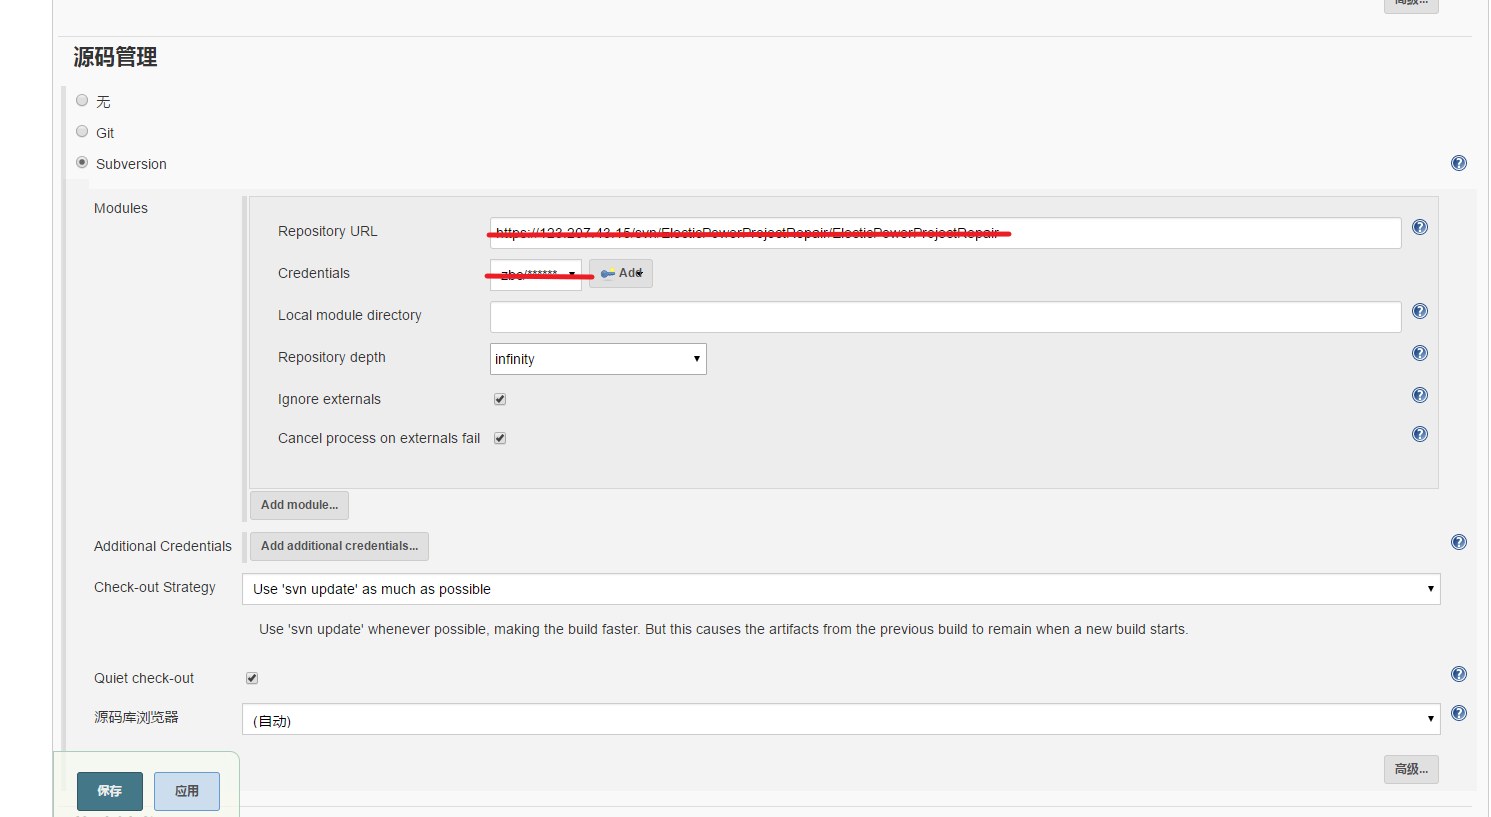 高级...
源码管理
无
Git
Subversion
Modules
Repository URL
Credentials
Add
Local module directory
Repository depth
infinity
Ignore externals
Cancel process on externals fail
Add module...
Additional Credentials
Add additional credentials...
Check-out Strategy
Use 'svn update' as much as possible
Use 'svn update' whenever possible, making the build faster. But this causes the artifacts from the previous build to remain when a new build starts.
Quiet check-out
源码库浏览器
(自动)
高级...
保存
应用